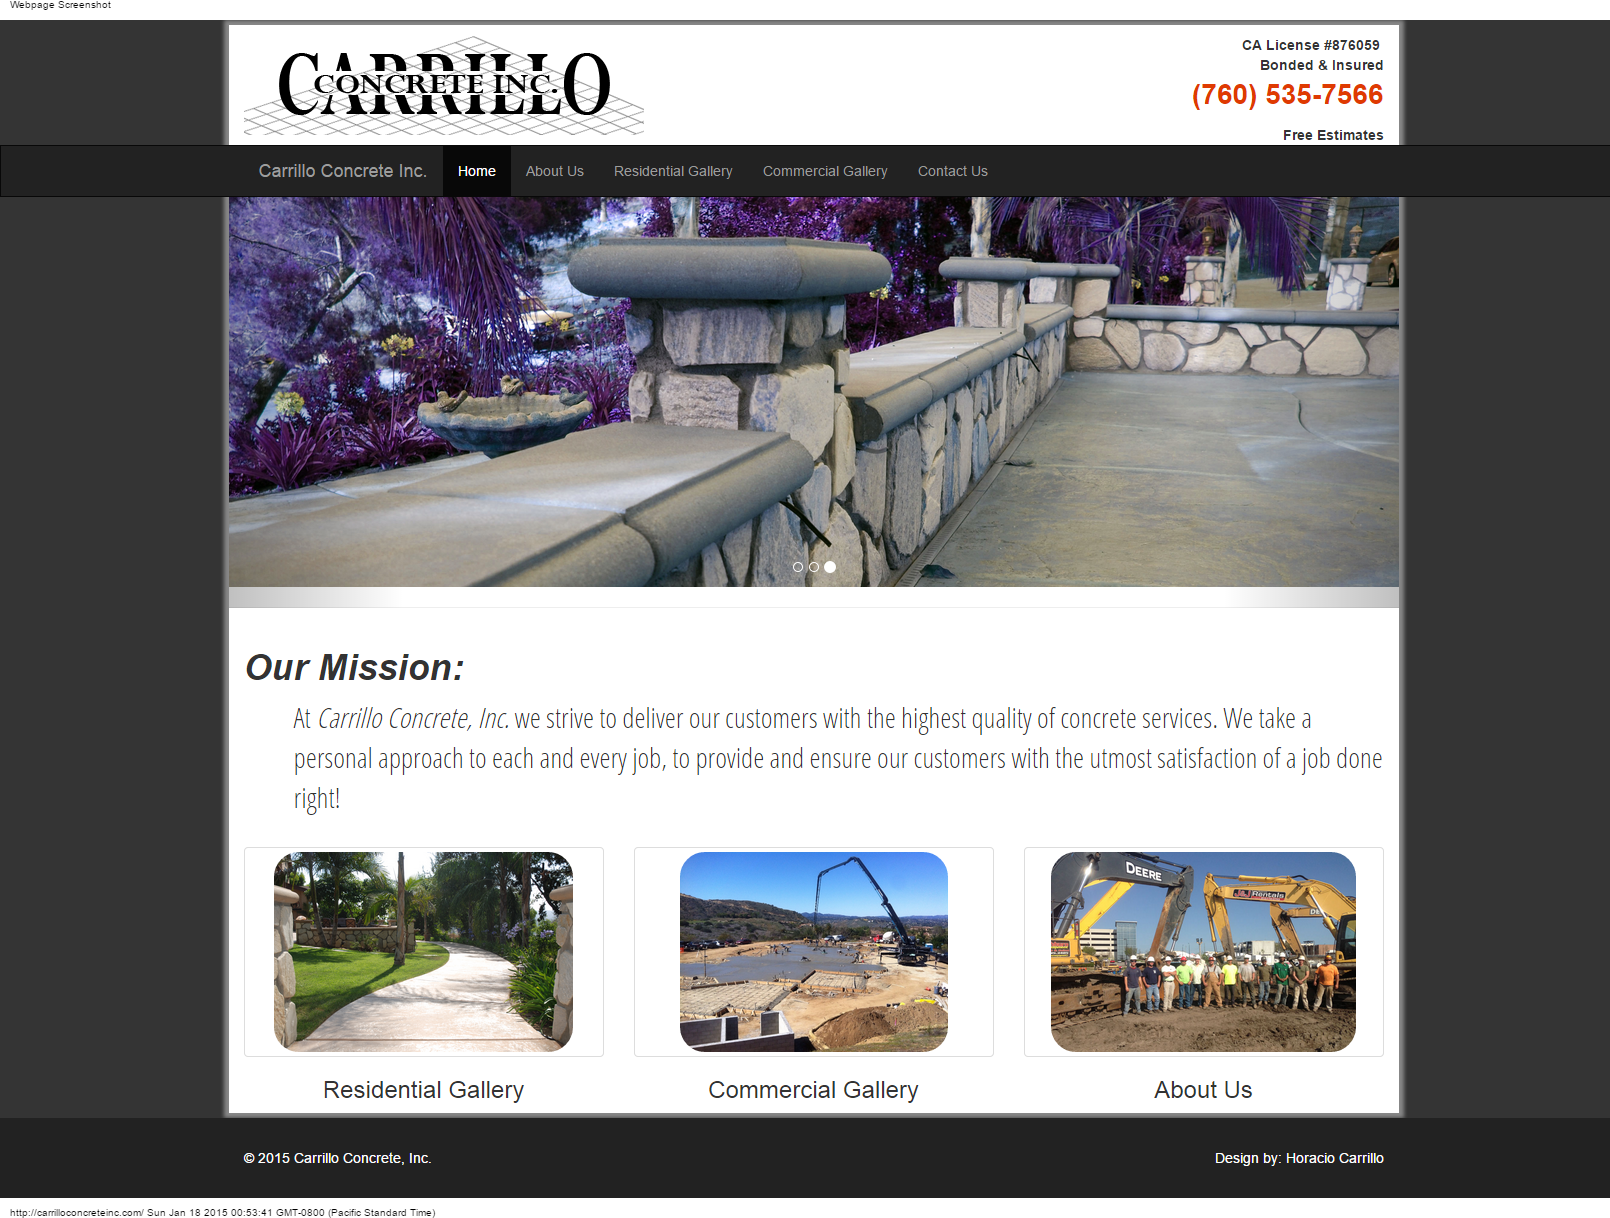 Webpage Screenshot
CARRILLO
CONCRETE INC.
CA License #876059
Bonded & Insured
(760) 535-7566
Free Estimates
Carrillo Concrete Inc.
Home
About Us
Residential Gallery
Commercial Gallery
Contact Us
Our Mission:
At Carrillo Concrete, Inc. we strive to deliver our customers with the highest quality of concrete services. We take a
personal approach to each and every job, to provide and ensure our customers with the utmost satisfaction of a job done
right!
DEERE
Rentals
DE
Residential Gallery
Commercial Gallery
About Us
© 2015 Carrillo Concrete, Inc.
Design by: Horacio Carrillo
http://carrilloconcreteinc.com/ Sun Jan 18 2015 00:53:41 GMT-0800 (Pacific Standard Time)